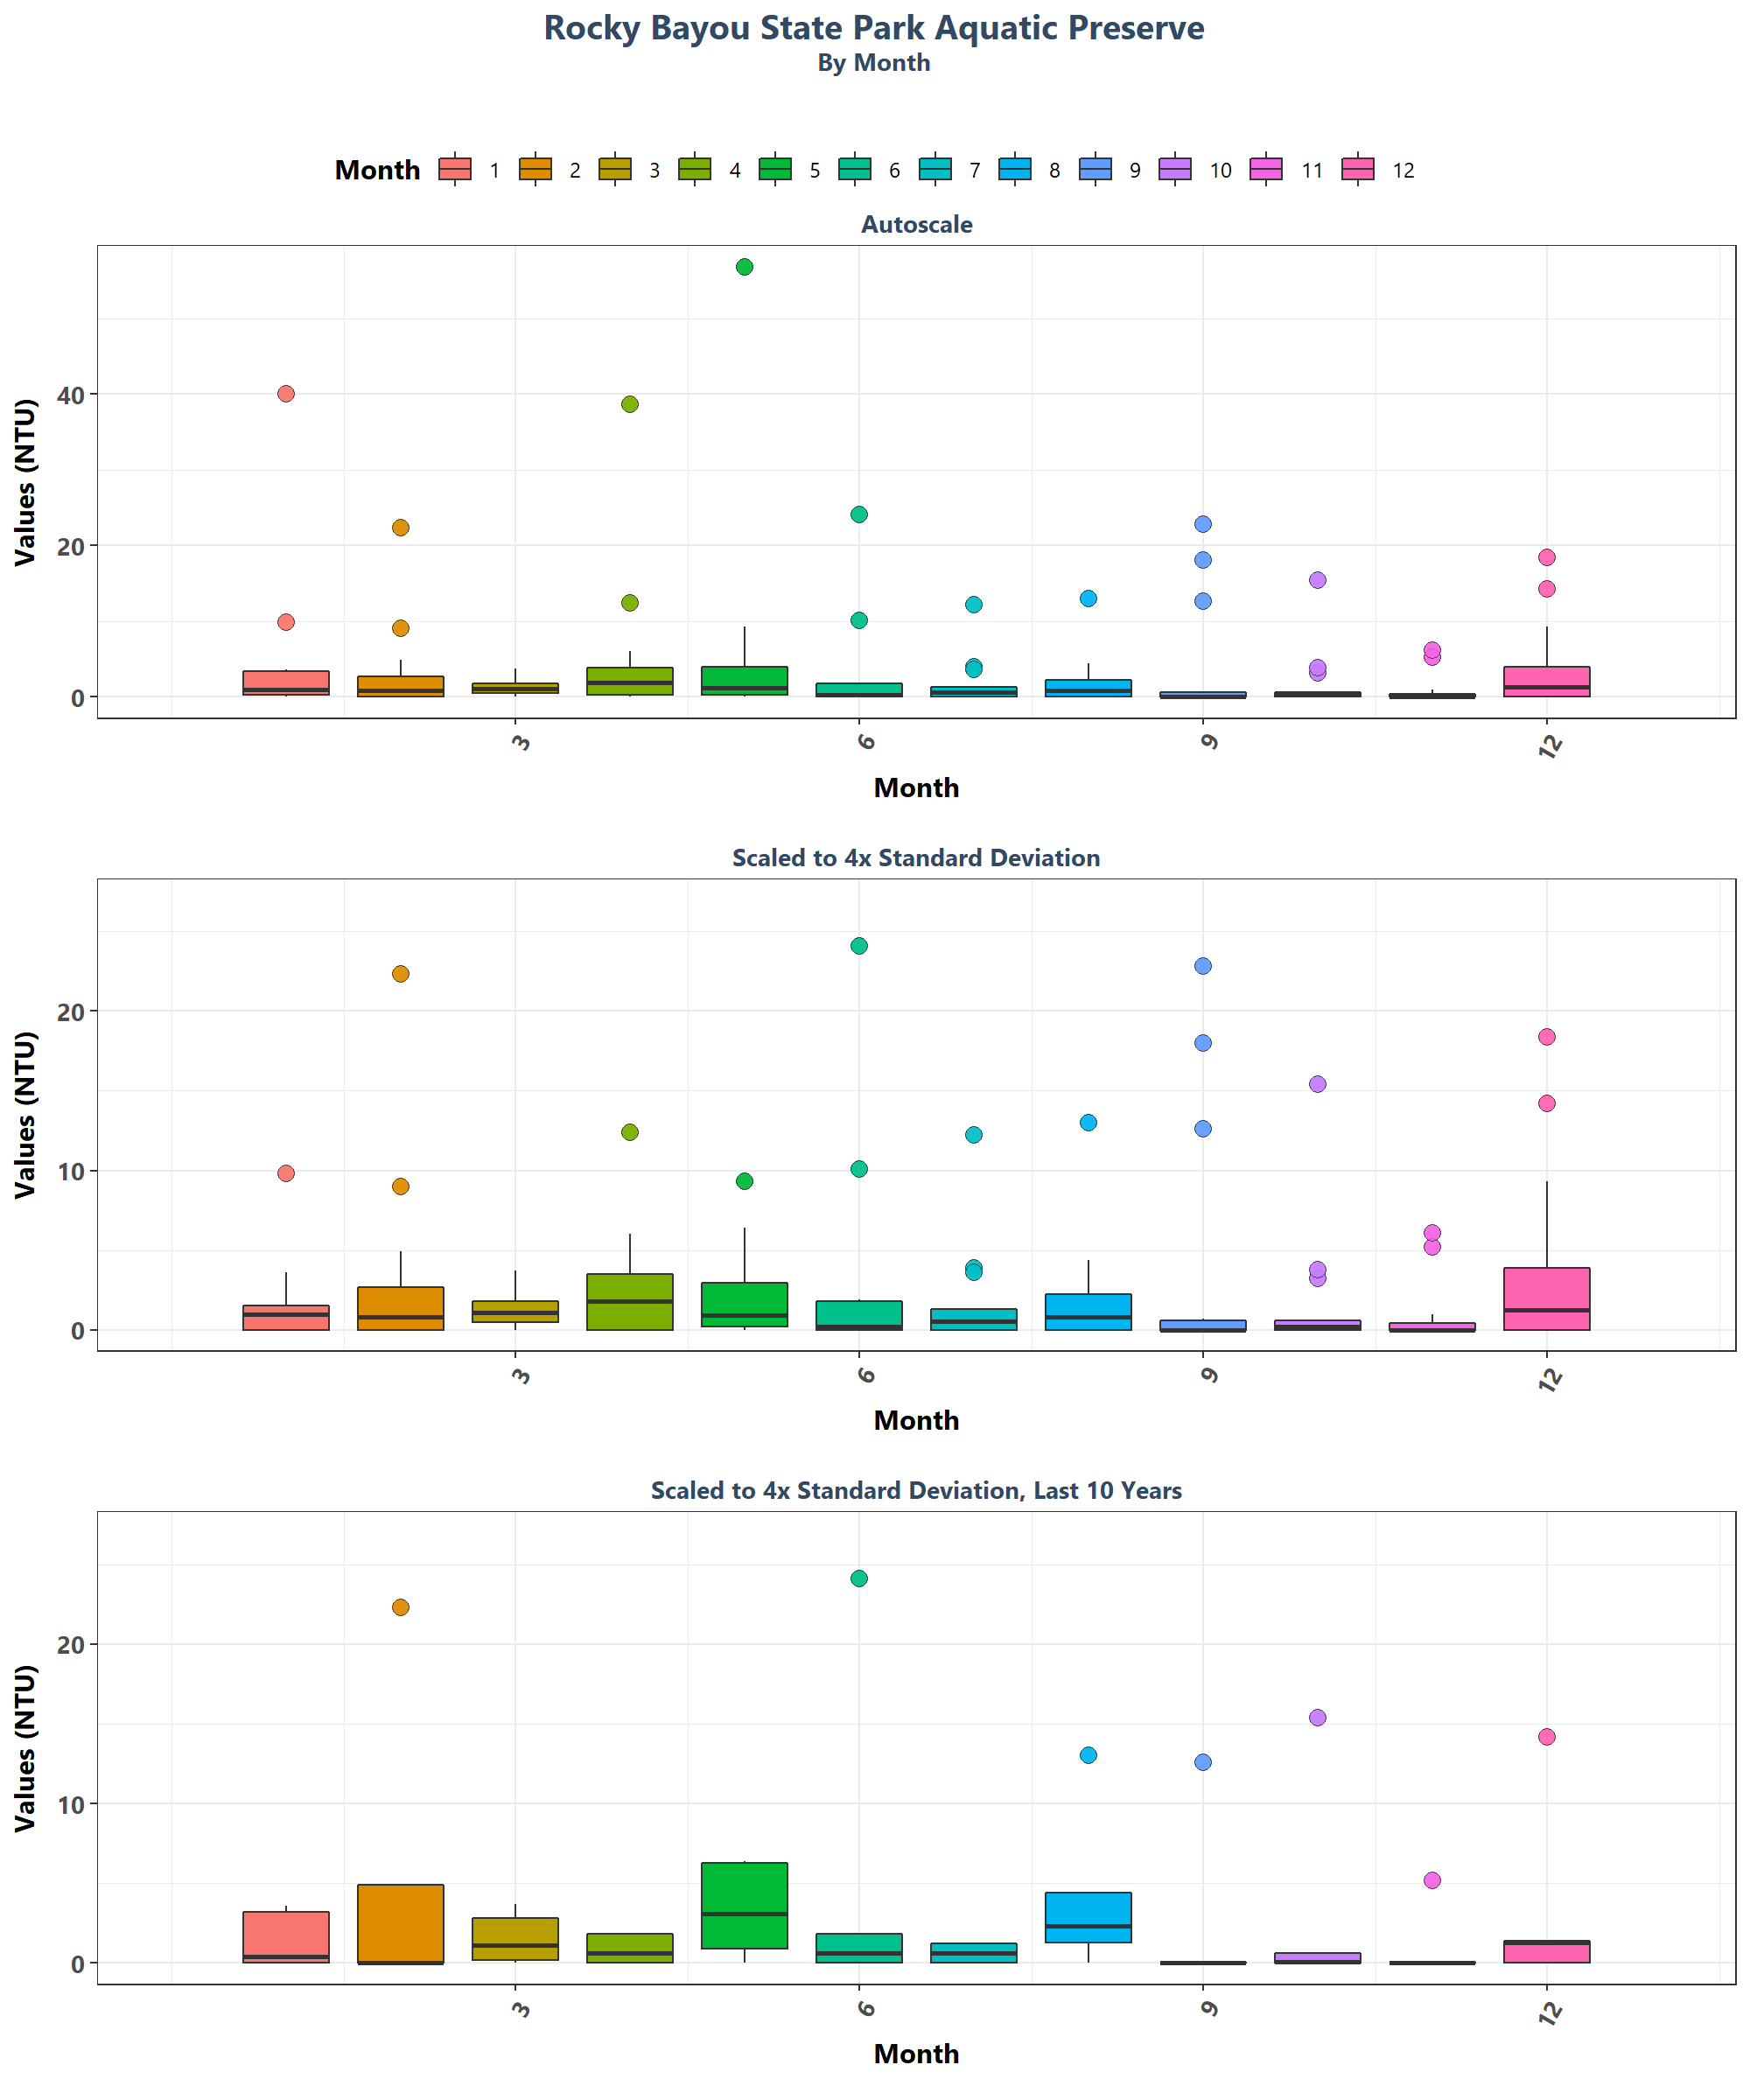 Rocky Bayou State Park Aquatic Preserve
By Month
Month 1 2 3 4 5 6 7 8 9 10 11 12
Autoscale
Values (NTU)
40
20
0
3 6 9 12
Month
Scaled to 4x Standard Deviation
Values (NTU)
20
10
0
3 6 9 12
Month
Scaled to 4x Standard Deviation, Last 10 Years
Values (NTU)
20
10
0
3 6 9 12
Month